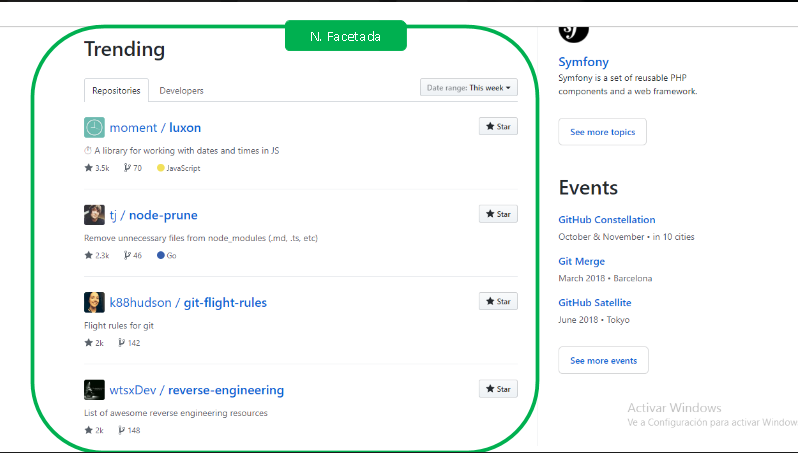 N. Facetada
Trending
Repositories
Developers
Date range: This week
moment / luxon
Star
A library for working with dates and times in JS
3.5k 70 JavaScript
tj / node-prune
Star
Remove unnecessary files from node_modules (.md, .ts, etc)
2.3k 46 Go
k88hudson / git-flight-rules
Star
Flight rules for git
2k 142
wtsxDev / reverse-engineering
Star
List of awesome reverse engineering resources
2k 148
sf
Symfony
Symfony is a set of reusable PHP
components and a web framework.
See more topics
Events
GitHub Constellation
October & November • in 10 cities
Git Merge
March 2018 • Barcelona
GitHub Satellite
June 2018 • Tokyo
See more events
Activar Windows
Ve a Configuración para activar Window